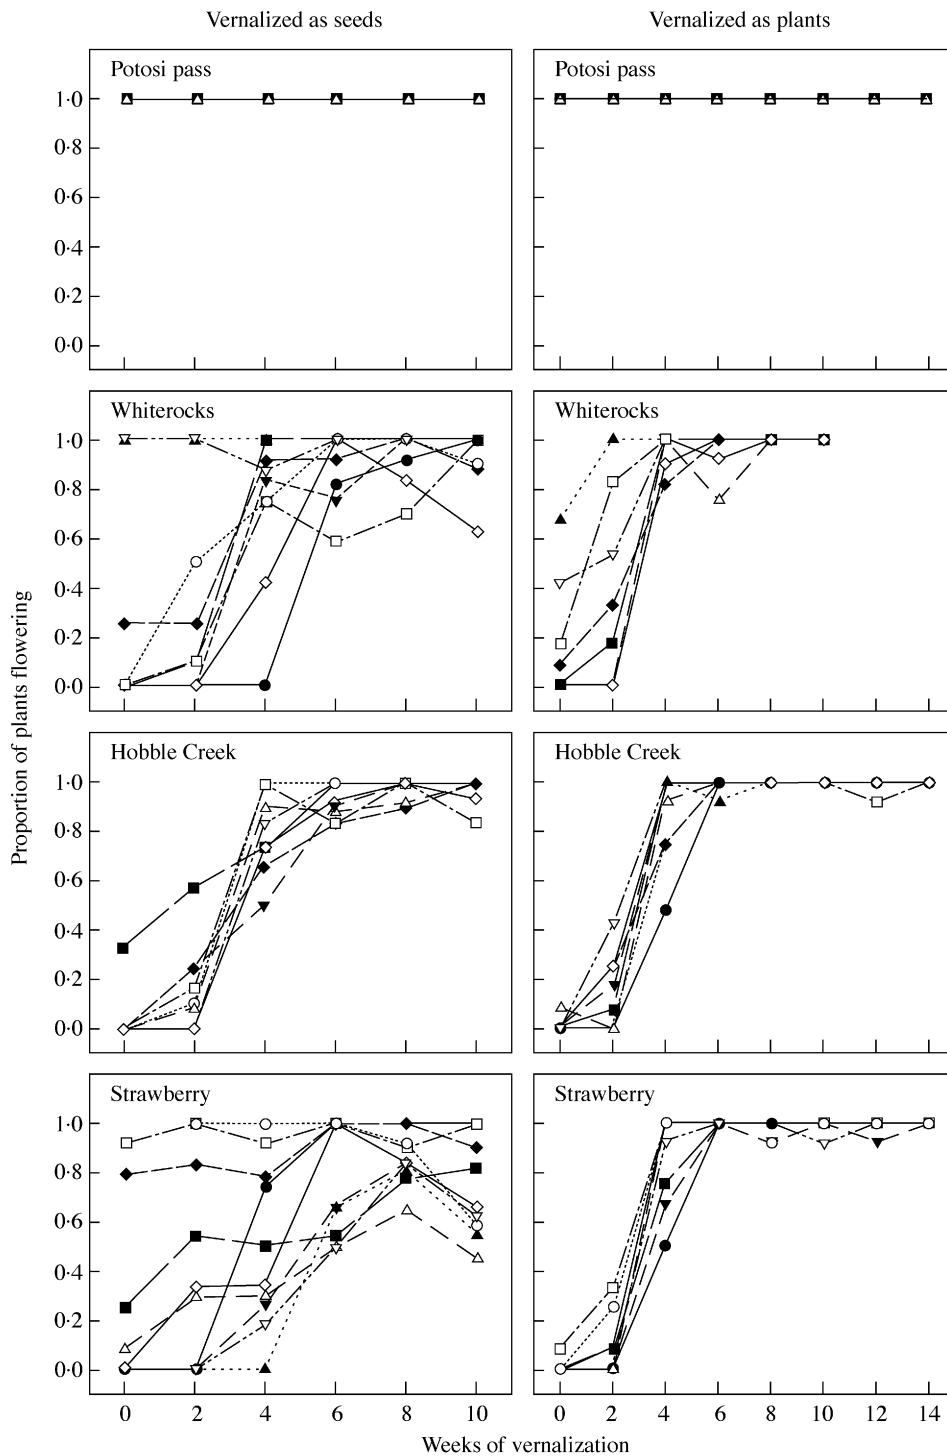 Vernalized as seeds
Vernalized as plants
Potosi pass
Potosi pass
1·0
0·8
0·6
0·4
0·2
0·0
Whiterocks
Whiterocks
1·0
0·8
0·6
0·4
0·2
0·0
Proportion of plants flowering
Hobble Creek
Hobble Creek
1·0
0·8
0·6
0·4
0·2
0·0
Strawberry
Strawberry
1·0
0·8
0·6
0·4
0·2
0·0
0 2 4 6 8 10
0 2 4 6 8 10 12 14
Weeks of vernalization